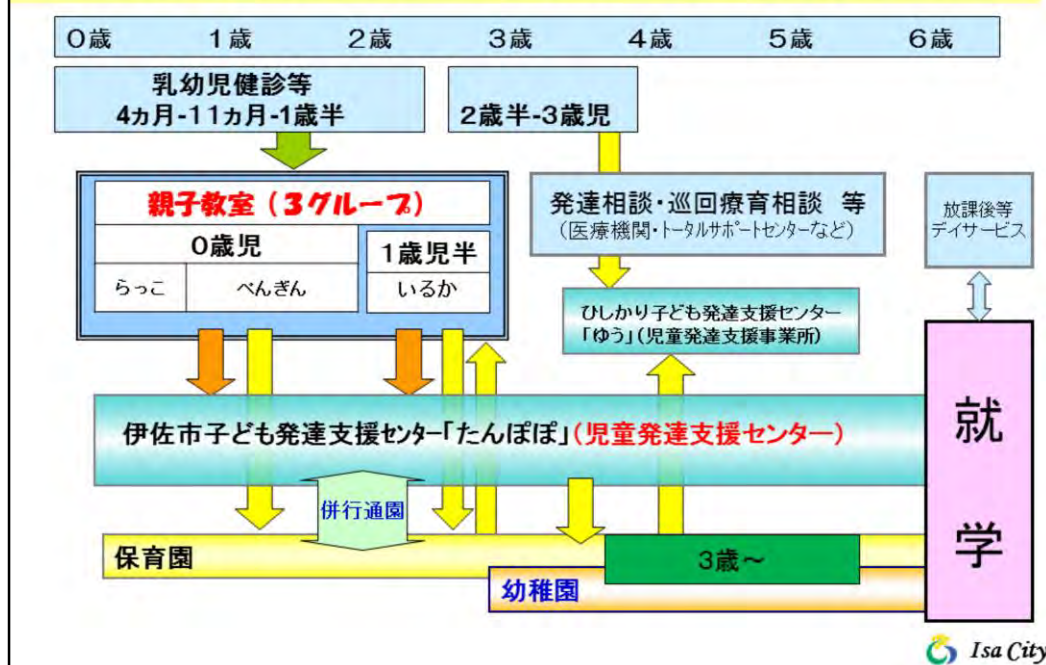 0歳 1歳 2歳 3歳 4歳 5歳 6歳
乳幼児健診等
4ヵ月-11ヵ月-1歳半
2歳半-3歳児
親子教室（3グループ）
0歳児
1歳児半
らっこ
ぺんぎん
いるか
発達相談・巡回療育相談 等
（医療機関・トータルサポートセンターなど）
放課後等
デイサービス
ひしかり子ども発達支援センター
「ゆう」（児童発達支援事業所）
伊佐市子ども発達支援センター「たんぽぽ」（児童発達支援センター）
就学
併行通園
保育園
3歳～
幼稚園
Isa City